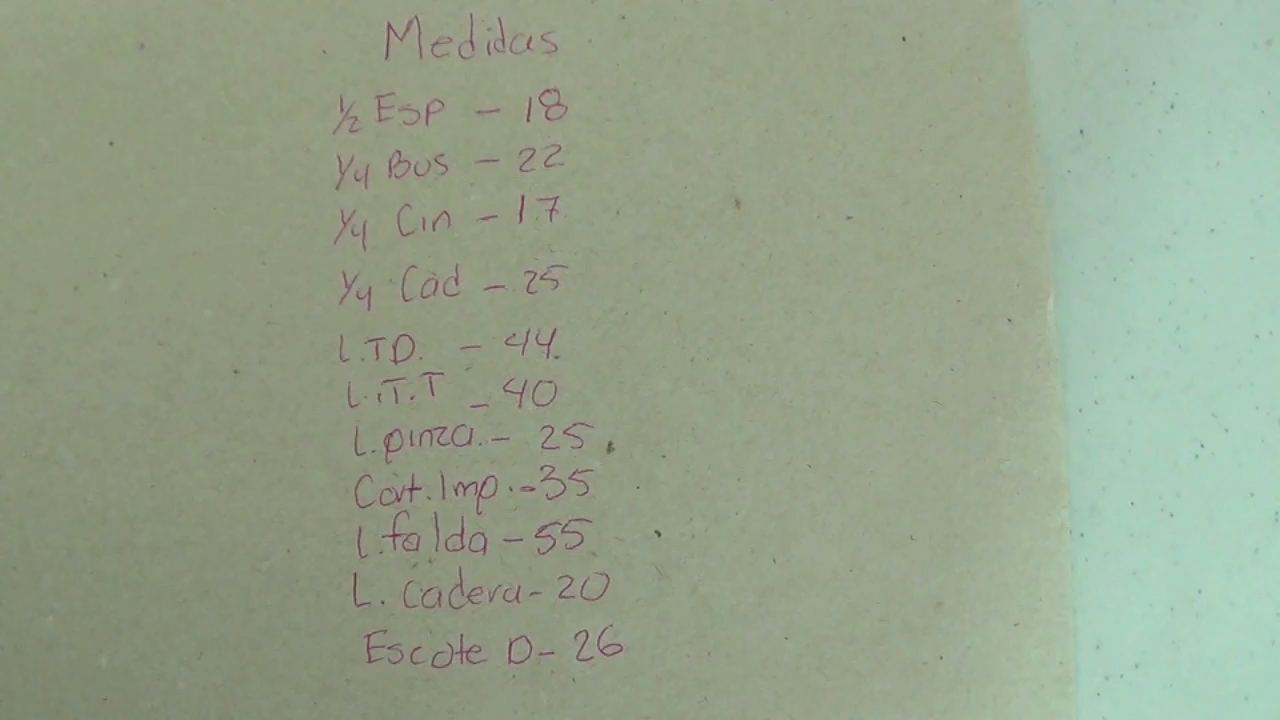 Medidas
1/2 Esp - 18
1/4 Bus - 22
1/4 Cin - 17
1/4 Cad - 25
L.TD. - 44.
L.T.T - 40
L.pinza. - 25
Cort. Imp. - 35
L.falda - 55
L. cadera - 20
Escote D - 26